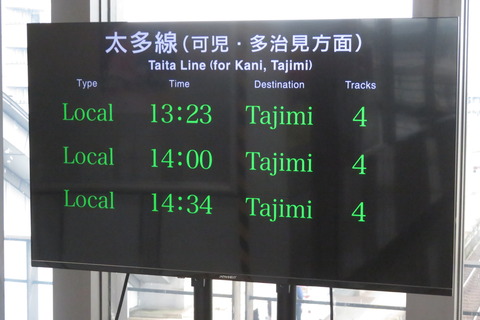 太多線(可児・多治見方面)
Taita Line (for Kani, Tajimi)
Type Time Destination Tracks
Local 13:23 Tajimi 4
Local 14:00 Tajimi 4
Local 14:34 Tajimi 4